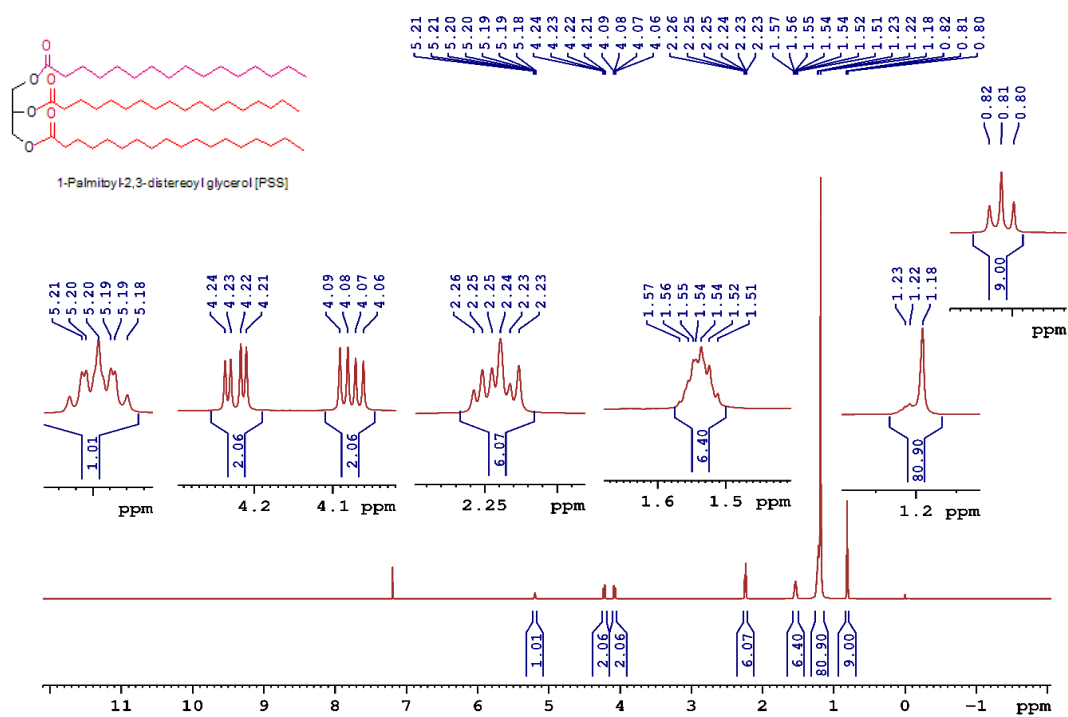 5.21 5.21 5.20 5.20 5.19 5.19 5.18 4.24 4.23 4.22 4.21 4.09 4.08 4.07 4.06 2.26 2.25 2.25 2.24 2.23 2.23 1.57 1.56 1.55 1.54 1.54 1.52 1.51 1.23 1.22 1.18 0.82 0.81 0.80
O
O
O
O
O
O
1-Palmitoyl-2,3-distereoyl glycerol [PSS]
0.82 0.81 0.80
9.00
ppm
5.21 5.20 5.20 5.19 5.19 5.18
1.01
ppm
4.24 4.23 4.22 4.21
4.09 4.08 4.07 4.06
2.06
2.06
4.2 4.1 ppm
2.26 2.25 2.25 2.24 2.23 2.23
6.07
2.25 ppm
1.57 1.56 1.55 1.54 1.54 1.52 1.51
6.40
1.6 1.5 ppm
1.23 1.22 1.18
80.90
1.2 ppm
1.01 2.06 2.06 6.07 6.40 80.90 9.00
11 10 9 8 7 6 5 4 3 2 1 0 -1 ppm